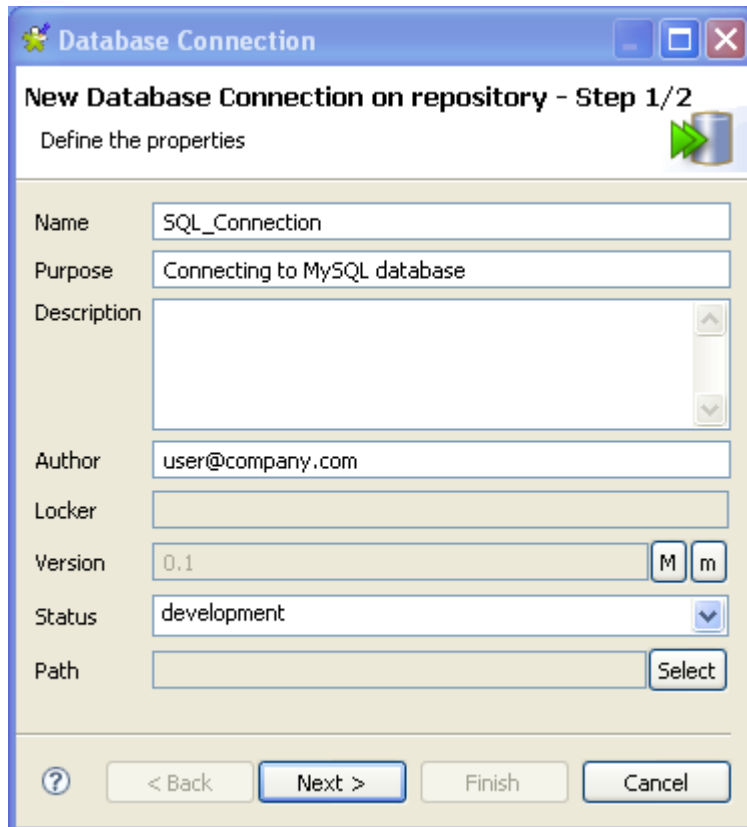 Database Connection
New Database Connection on repository - Step 1/2
Define the properties
Name SQL_Connection
Purpose Connecting to MySQL database
Description
Author user@company.com
Locker
Version 0.1 M m
Status development
Path Select
? < Back Next > Finish Cancel